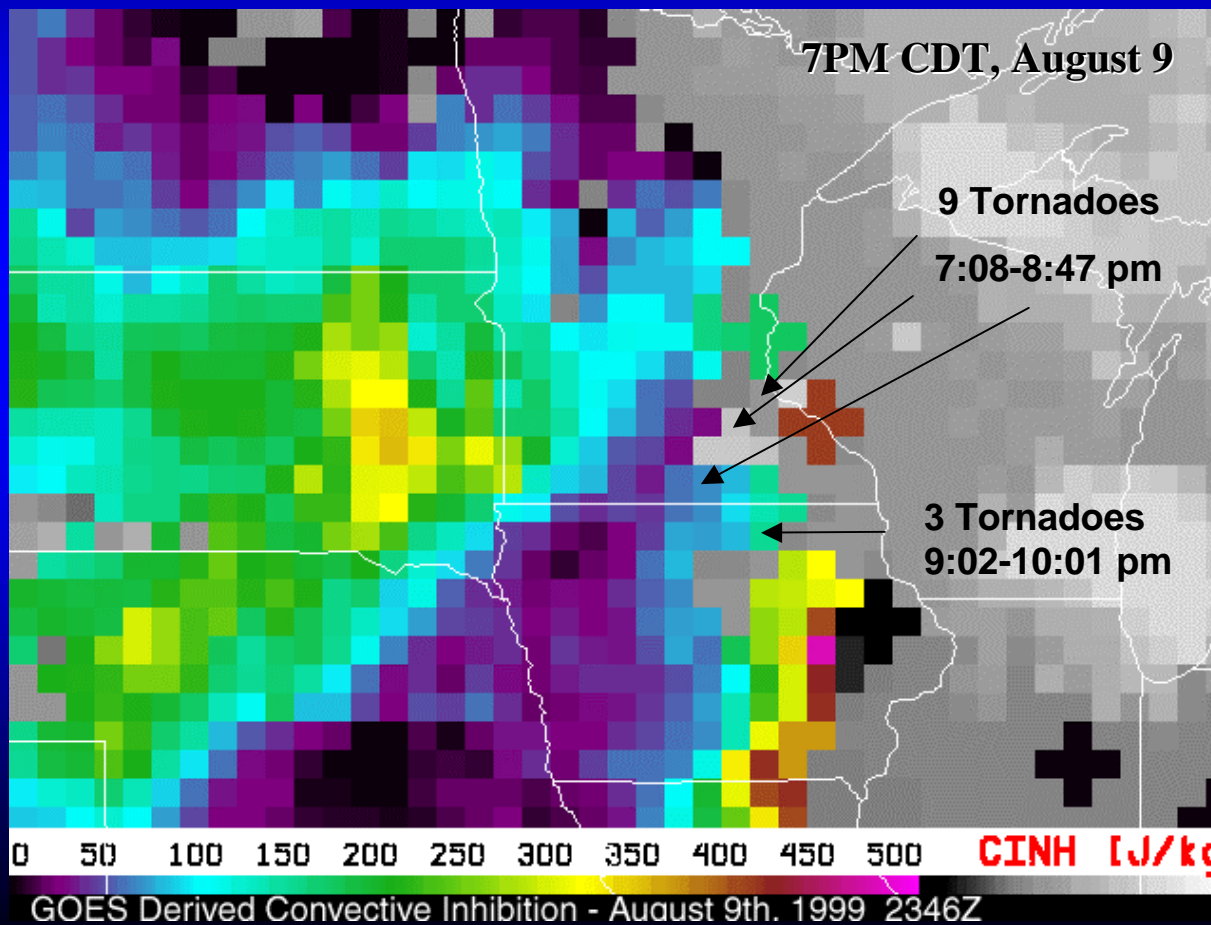 7PM CDT, August 9
9 Tornadoes
7:08-8:47 pm
3 Tornadoes
9:02-10:01 pm
0 50 100 150 200 250 300 350 400 450 500 CINH [J/kg
GOES Derived Convective Inhibition - August 9th, 1999 2346Z